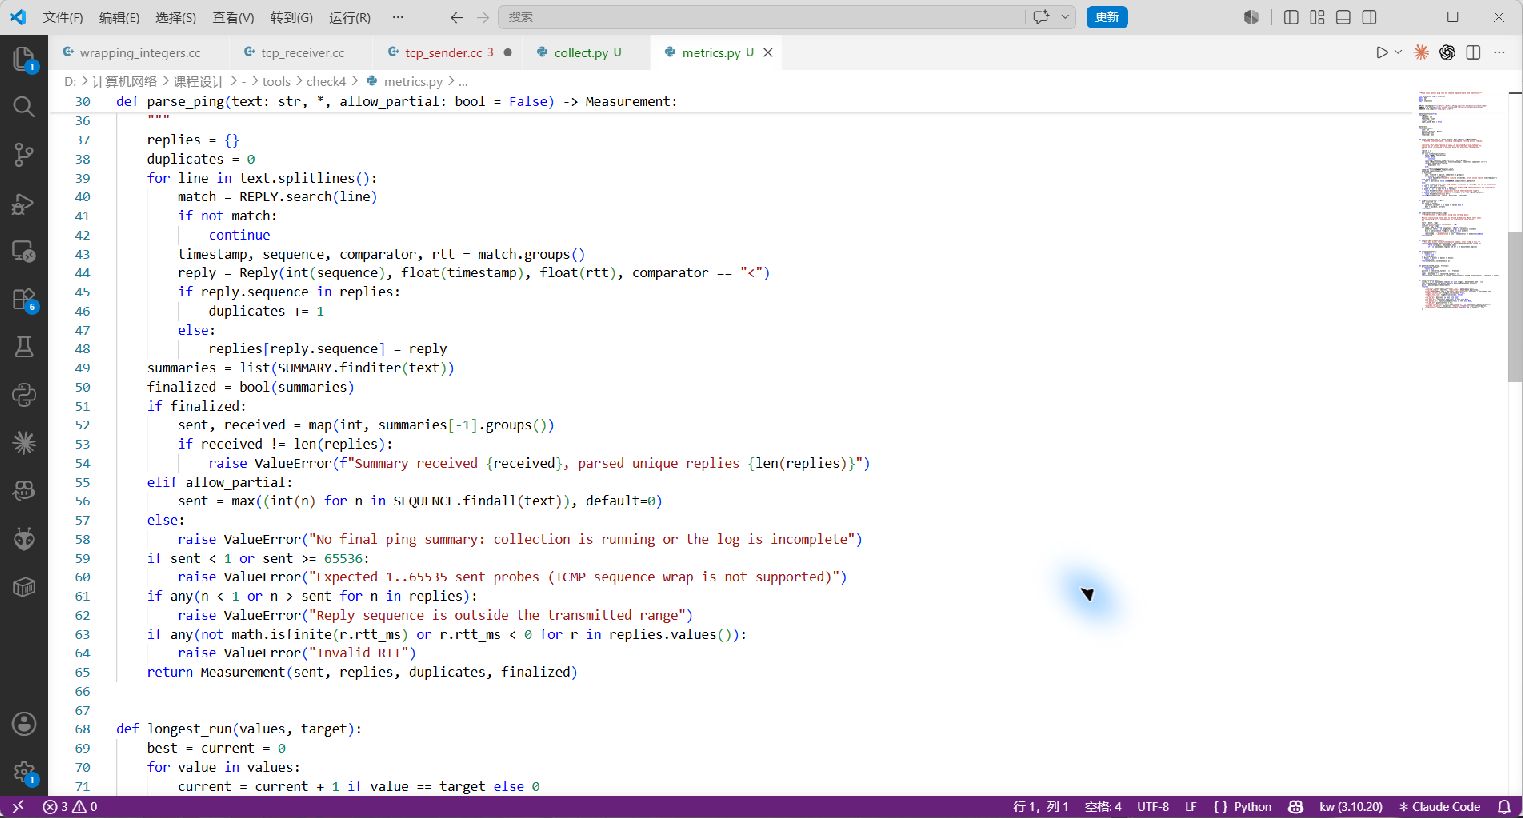 文件(F) 编辑(E) 选择(S) 查看(V) 转到(G) 运行(R) ··· 搜索 更新
wrapping_integers.cc tcp_receiver.cc tcp_sender.cc 3 collect.py U metrics.py U
D: > 计算机网络 > 课程设计 > - > tools > check4 > metrics.py > ...
30 def parse_ping(text: str, *, allow_partial: bool = False) -> Measurement:
36 """
37 replies = {}
38 duplicates = 0
39 for line in text.splitlines():
40 match = REPLY.search(line)
41 if not match:
42 continue
43 timestamp, sequence, comparator, rtt = match.groups()
44 reply = Reply(int(sequence), float(timestamp), float(rtt), comparator == "<")
45 if reply.sequence in replies:
46 duplicates += 1
47 else:
48 replies[reply.sequence] = reply
49 summaries = list(SUMMARY.finditer(text))
50 finalized = bool(summaries)
51 if finalized:
52 sent, received = map(int, summaries[-1].groups())
53 if received != len(replies):
54 raise ValueError(f"Summary received {received}, parsed unique replies {len(replies)}")
55 elif allow_partial:
56 sent = max((int(n) for n in SEQUENCE.findall(text)), default=0)
57 else:
58 raise ValueError("No final ping summary: collection is running or the log is incomplete")
59 if sent < 1 or sent >= 65536:
60 raise ValueError("Expected 1..65535 sent probes (ICMP sequence wrap is not supported)")
61 if any(n < 1 or n > sent for n in replies):
62 raise ValueError("Reply sequence is outside the transmitted range")
63 if any(not math.isfinite(r.rtt_ms) or r.rtt_ms < 0 for r in replies.values()):
64 raise ValueError("Invalid RTT")
65 return Measurement(sent, replies, duplicates, finalized)
66
67
68 def longest_run(values, target):
69 best = current = 0
70 for value in values:
71 current = current + 1 if value == target else 0
3 0 行 1，列 1 空格: 4 UTF-8 LF { } Python kw (3.10.20) Claude Code